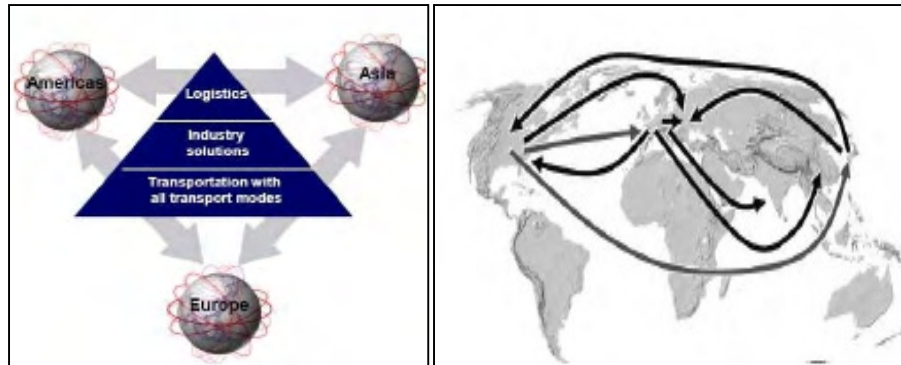 Americas
Asia
Logistics
Industry
solutions
Transportation with
all transport modes
Europe